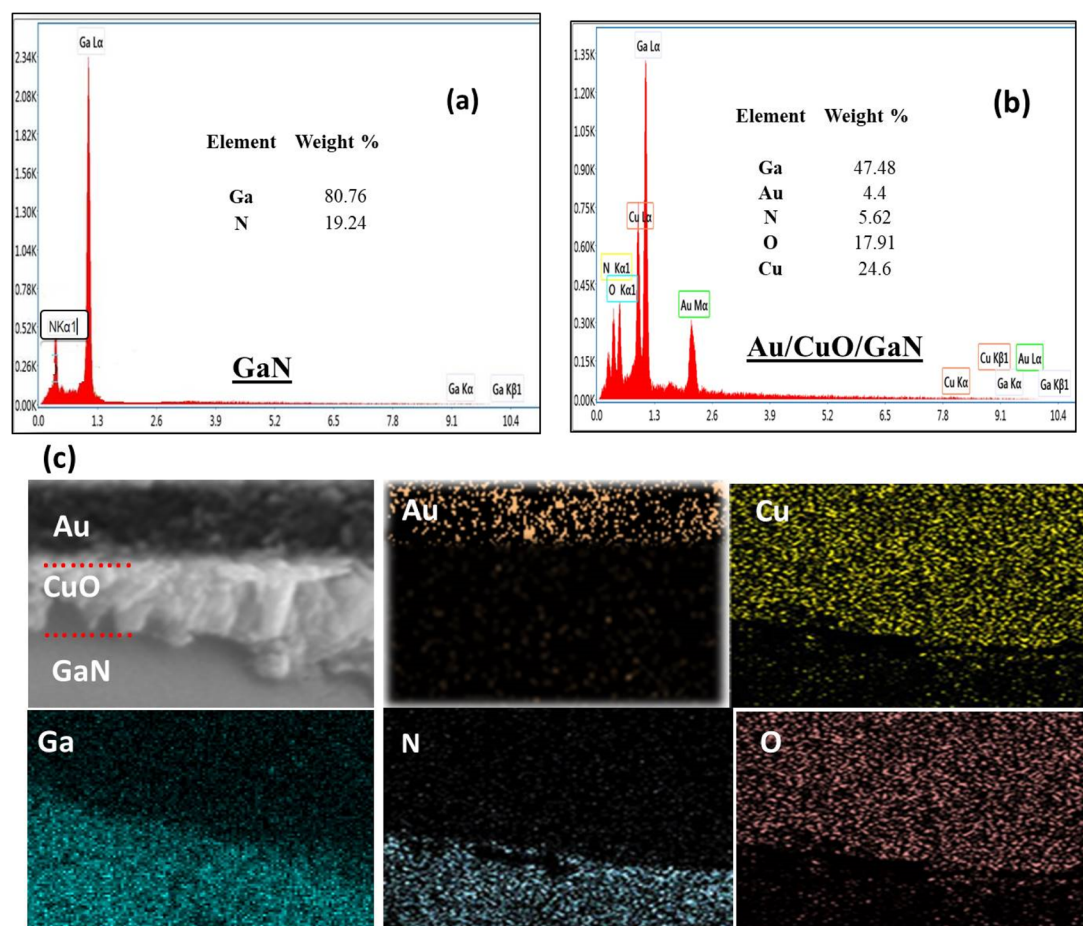 Ga Lα
2.34K
2.08K
1.82K
1.56K
1.30K
1.04K
0.78K
0.52K
0.26K
0.00K
NKα1
(a)
Element Weight %
Ga 80.76
N 19.24
GaN
Ga Kα Ga Kβ1
0.0 1.3 2.6 3.9 5.2 6.5 7.8 9.1 10.4
Ga Lα
1.35K
1.20K
1.05K
0.90K
0.75K
0.60K
0.45K
0.30K
0.15K
0.00K
(b)
Element Weight %
Ga 47.48
Au 4.4
N 5.62
O 17.91
Cu 24.6
Cu Lα
N Kα1
O Kα1
Au Mα
Au/CuO/GaN
Cu Kβ1 Au Lα
Cu Kα Ga Kα Ga Kβ1
0.0 1.3 2.6 3.9 5.2 6.5 7.8 9.1 10.4
(c)
Au
CuO
GaN
Au
Cu
Ga
N
O